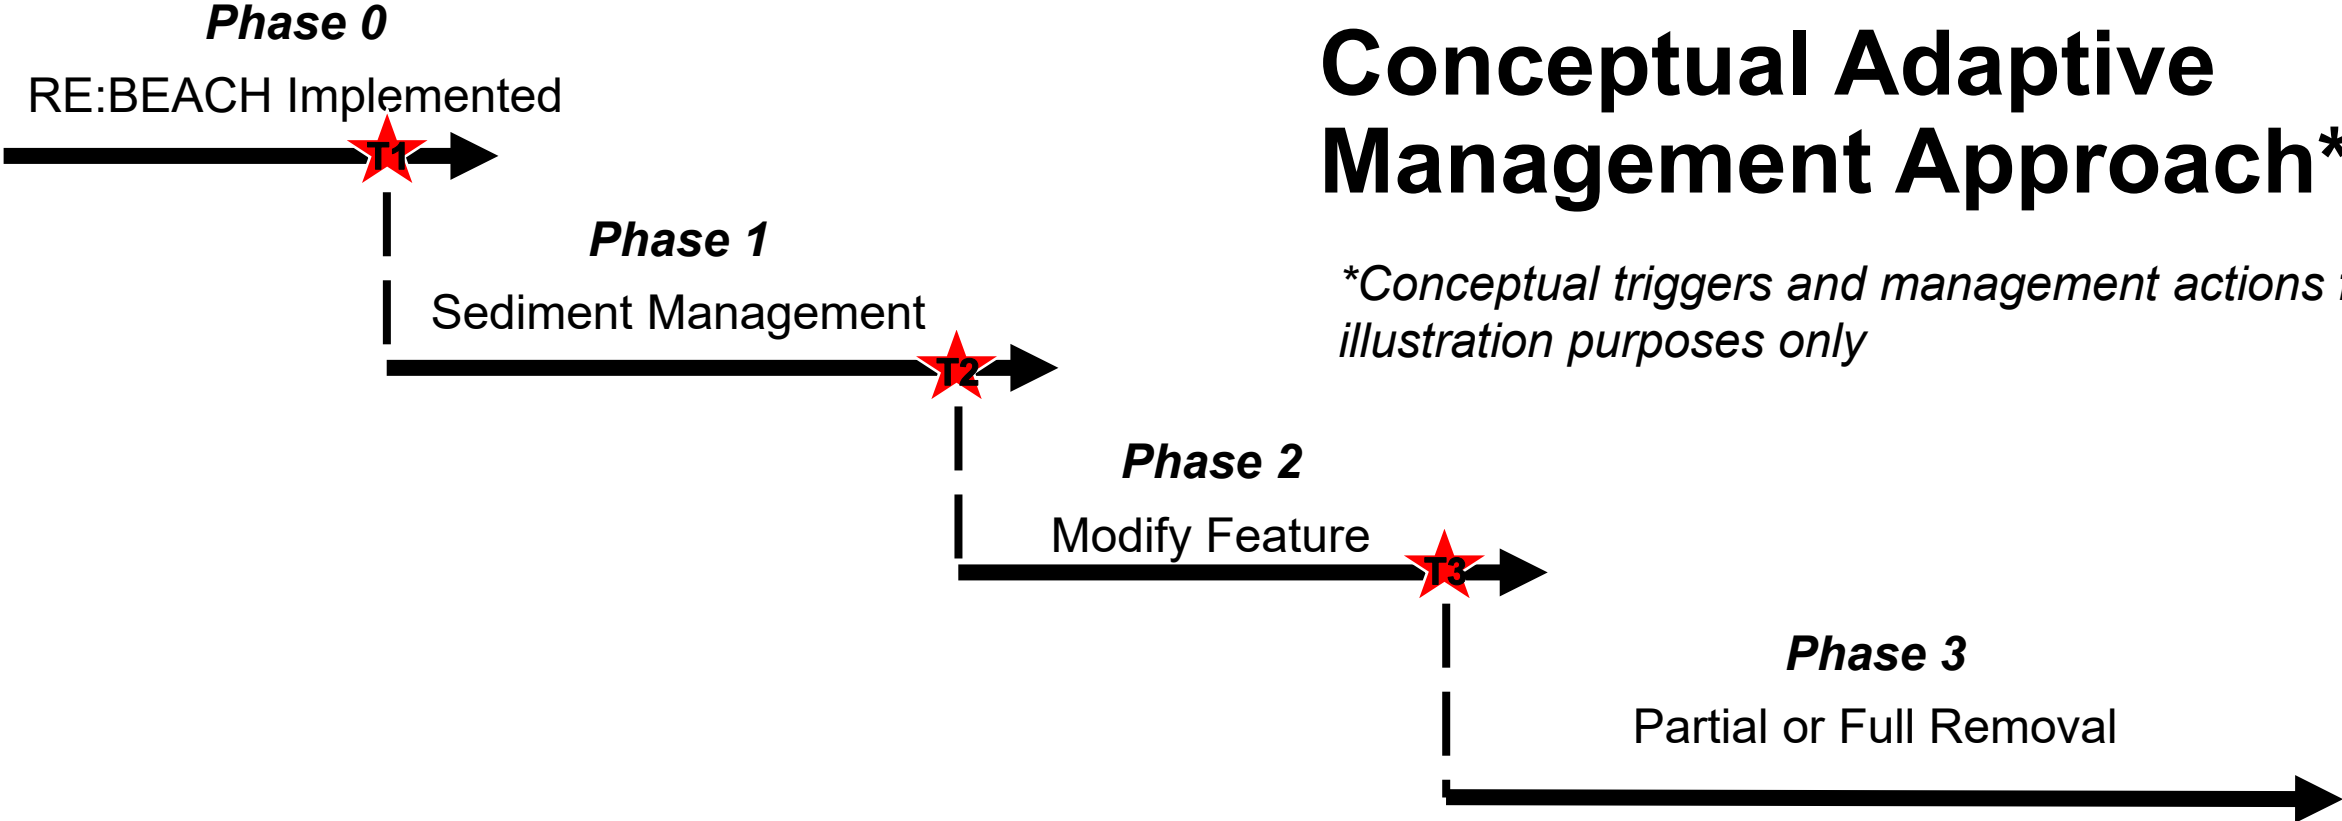 Phase 0
RE:BEACH Implemented
T1
Conceptual Adaptive
Management Approach*
*Conceptual triggers and management actions
illustration purposes only
Phase 1
Sediment Management
T2
Phase 2
Modify Feature
T3
Phase 3
Partial or Full Removal